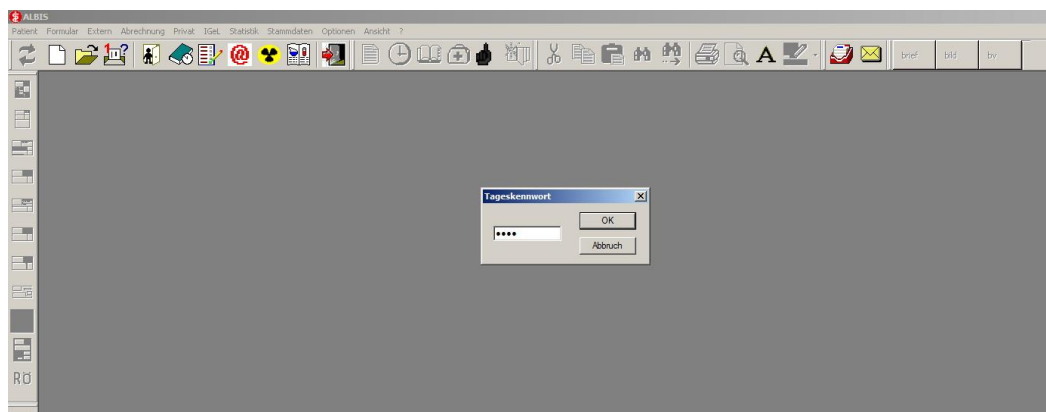 ALBIS
Patient Formular Extern Abrechnung Privat IGeL Statistik Stammdaten Optionen Ansicht ?
brief bild bv
Tageskennwort
OK
Abbruch
RÖ